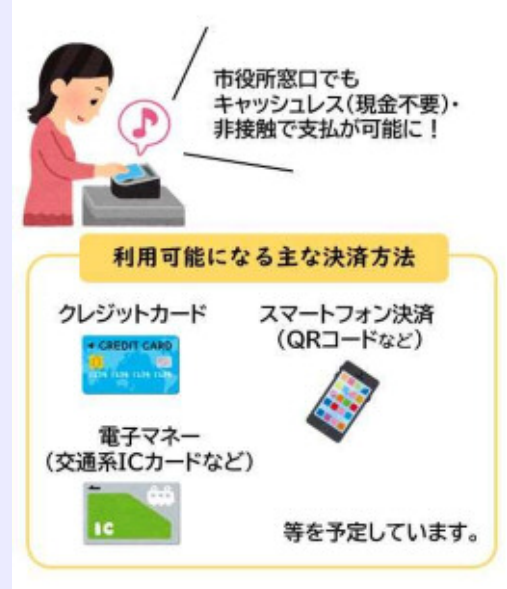 市役所窓口でも
キャッシュレス(現金不要)・
非接触で支払が可能に!
利用可能になる主な決済方法
クレジットカード
CREDIT CARD
スマートフォン決済
(QRコードなど)
電子マネー
(交通系ICカードなど)
IC
等を予定しています。